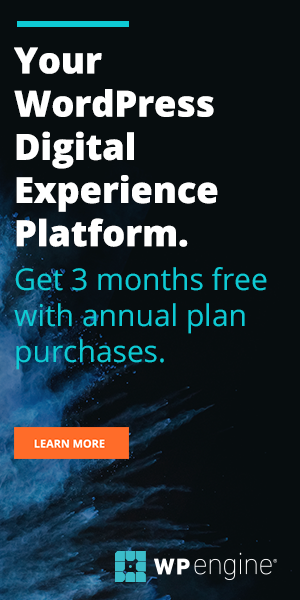 Your
WordPress
Digital
Experience
Platform.
Get 3 months free
with annual plan
purchases.
LEARN MORE
WP engine®